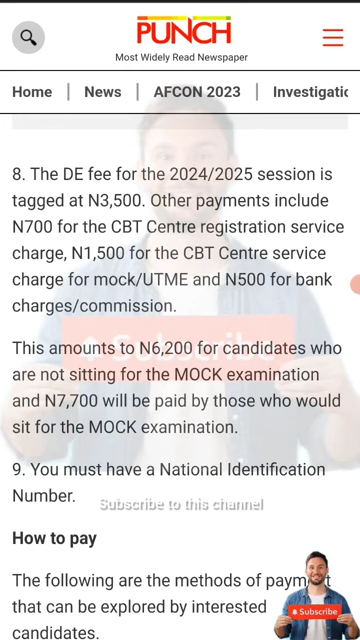 PUNCH
Most Widely Read Newspaper
Home | News | AFCON 2023 | Investigatic
8. The DE fee for the 2024/2025 session is
tagged at N3,500. Other payments include
N700 for the CBT Centre registration service
charge, N1,500 for the CBT Centre service
charge for mock/UTME and N500 for bank
charges/commission.
This amounts to N6,200 for candidates who
are not sitting for the MOCK examination
and N7,700 will be paid by those who would
sit for the MOCK examination.
9. You must have a National Identification
Number.
Subscribe
Subscribe to this channel
How to pay
The following are the methods of payment
that can be explored by interested
candidates.
Subscribe